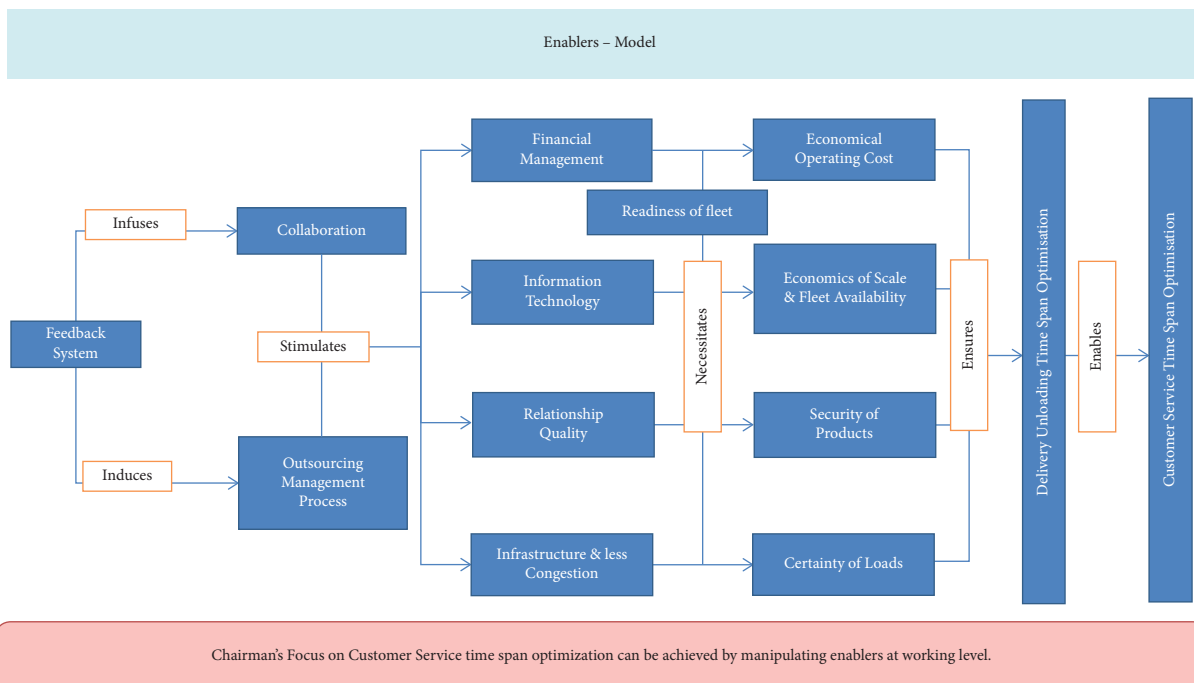 Enablers – Model
Infuses
Collaboration
Feedback
System
Stimulates
Induces
Outsourcing
Management
Process
Financial
Management
Readiness of fleet
Information
Technology
Relationship
Quality
Infrastructure & less
Congestion
Necessitates
Economical
Operating Cost
Economics of Scale
& Fleet Availability
Security of
Products
Certainty of Loads
Ensures
Delivery Unloading Time Span Optimisation
Enables
Customer Service Time Span Optimisation
Chairman's Focus on Customer Service time span optimization can be achieved by manipulating enablers at working level.